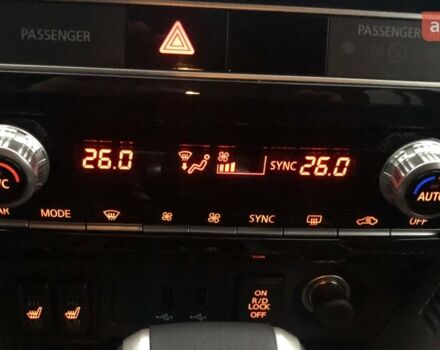 PASSENGER
PASSENGER
a
26.0
SYNC 26.0
AUTO
MODE
SYNC
OFF
ON
R/D
LOCK
OFF